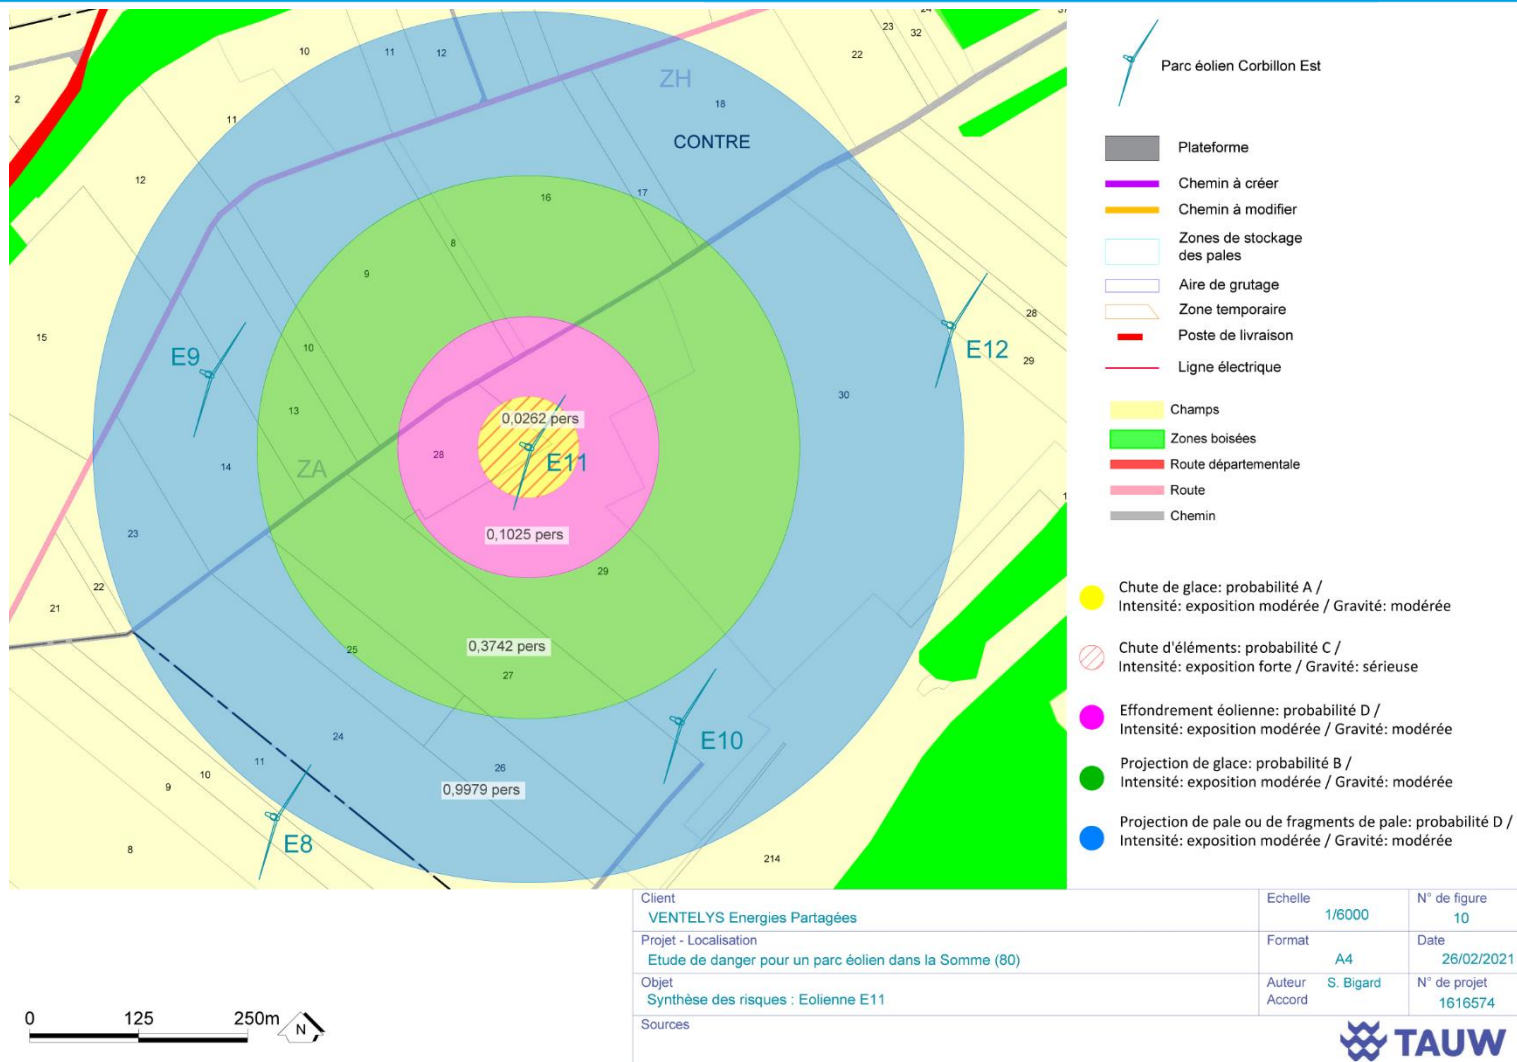 10
11
12
ZH
18
CONTRE
23
24
32
22
37
2
11
12
16
17
8
9
15
E9
10
13
14
ZA
28
0,0262 pers
E11
E12
28
29
30
0,1025 pers
29
23
22
21
25
0,3742 pers
27
24
11
10
9
8
26
0,9979 pers
E10
E8
214
Parc éolien Corbillon Est
Plateforme
Chemin à créer
Chemin à modifier
Zones de stockage
des pales
Aire de grutage
Zone temporaire
Poste de livraison
Ligne électrique
Champs
Zones boisées
Route départementale
Route
Chemin
Chute de glace: probabilité A /
Intensité: exposition modérée / Gravité: modérée
Chute d'éléments: probabilité C /
Intensité: exposition forte / Gravité: sérieuse
Effondrement éolienne: probabilité D /
Intensité: exposition modérée / Gravité: modérée
Projection de glace: probabilité B /
Intensité: exposition modérée / Gravité: modérée
Projection de pale ou de fragments de pale: probabilité D /
Intensité: exposition modérée / Gravité: modérée
0 125 250m
N
Client
VENTELYS Energies Partagées
Echelle
1/6000
N° de figure
10
Projet - Localisation
Etude de danger pour un parc éolien dans la Somme (80)
Format
A4
Date
26/02/2021
Objet
Synthèse des risques : Eolienne E11
Auteur S. Bigard
Accord
N° de projet
1616574
Sources
TAUW